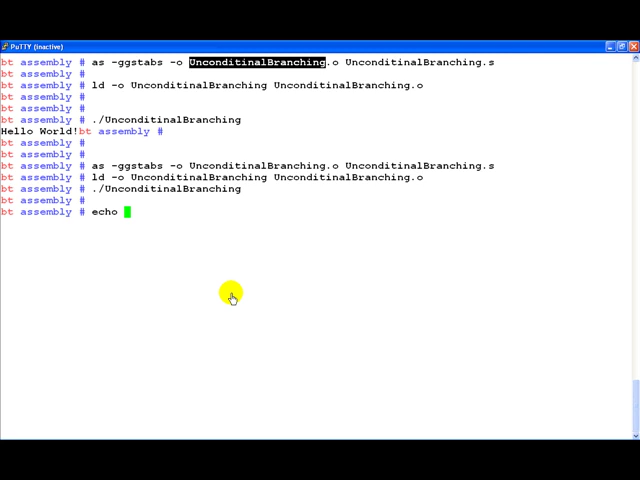 PuTTY (inactive)
bt assembly # as -ggstabs -o UnconditinalBranching.o UnconditinalBranching.s
bt assembly #
bt assembly # ld -o UnconditinalBranching UnconditinalBranching.o
bt assembly #
bt assembly #
bt assembly # ./UnconditinalBranching
Hello World!bt assembly #
bt assembly #
bt assembly #
bt assembly # as -ggstabs -o UnconditinalBranching.o UnconditinalBranching.s
bt assembly # ld -o UnconditinalBranching UnconditinalBranching.o
bt assembly # ./UnconditinalBranching
bt assembly #
bt assembly # echo